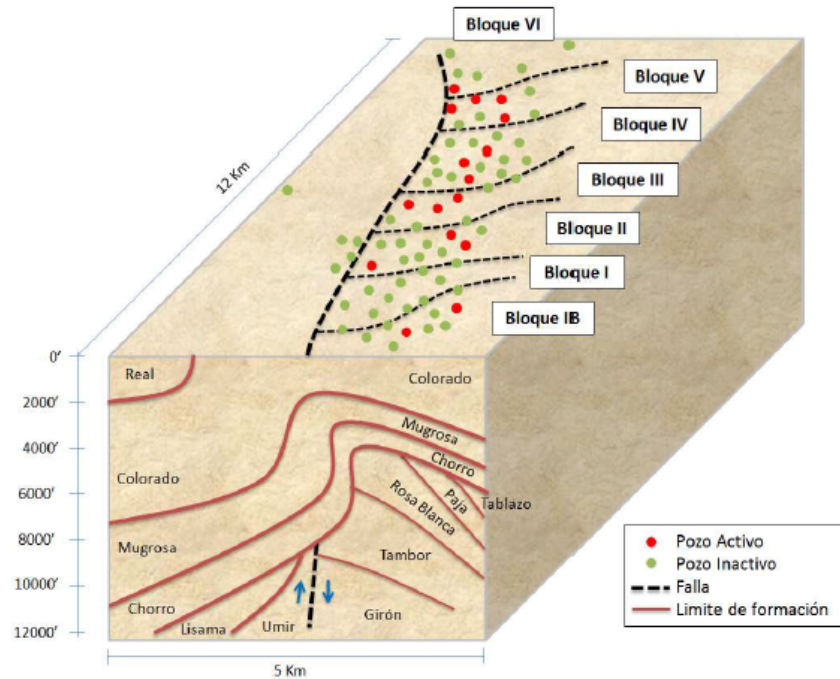 Bloque VI
Bloque V
Bloque IV
Bloque III
Bloque II
Bloque I
Bloque IB
12 Km
0'
2000'
4000'
6000'
8000'
10000'
12000'
Real
Colorado
Mugrosa
Chorro
Paja
Tablazo
Rosa Blanca
Colorado
Tambor
Mugrosa
Girón
Chorro
Lisama
Umir
5 Km
Pozo Activo
Pozo Inactivo
Falla
Limite de formación